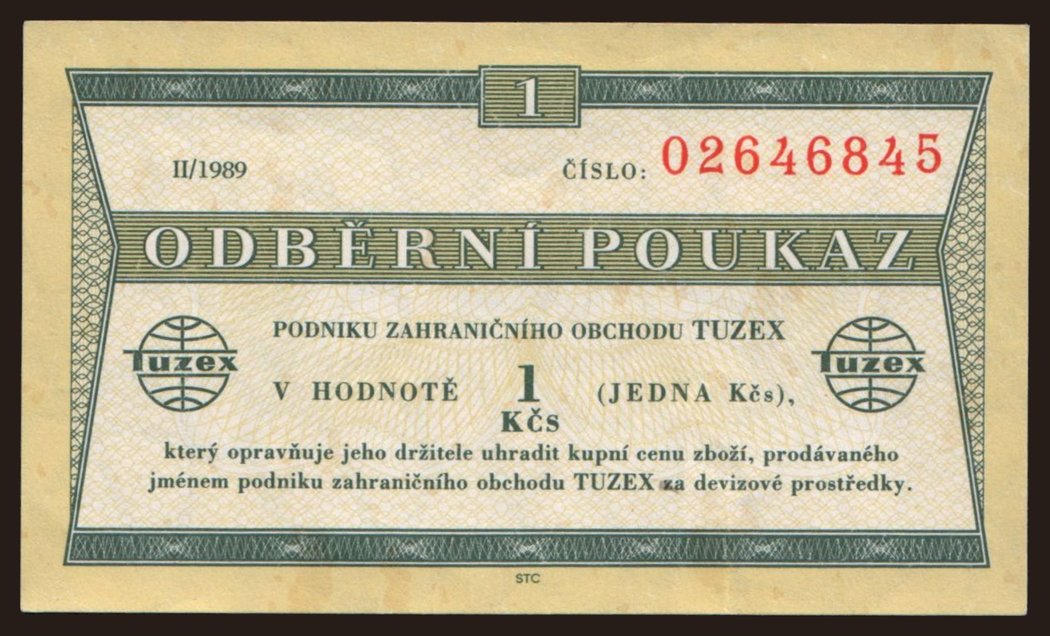 1
II/1989
ČÍSLO: 02646845
ODBĚRNÍ POUKAZ
PODNIKU ZAHRANIČNÍHO OBCHODU TUZEX
Tuzex
Tuzex
V HODNOTĚ 1 KČS (JEDNA Kčs),
který opravňuje jeho držitele uhradit kupní cenu zboží, prodávaného
jménem podniku zahraničního obchodu TUZEX za devizové prostředky.
STC